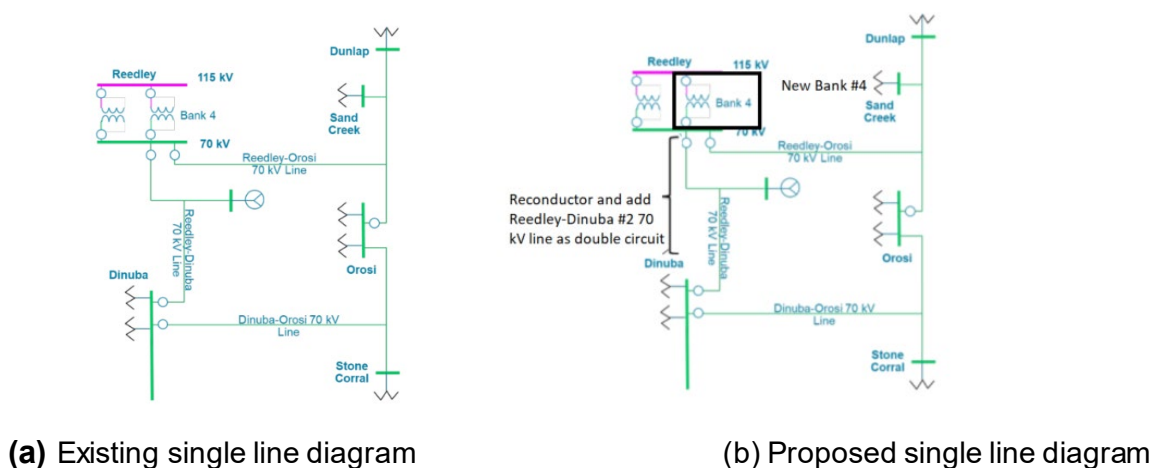 Dunlap
Reedley
115 kV
Bank 4
Sand
Creek
70 kV
Reedley-Orosi
70 kV Line
Reedley-Dinuba
70 kV Line
Orosi
Dinuba
Dinuba-Orosi 70 kV
Line
Stone
Corral
(a) Existing single line diagram
Dunlap
Reedley
115 kV
New Bank #4
Bank 4
Sand
Creek
70 kV
Reedley-Orosi
70 kV Line
Reconductor and add
Reedley-Dinuba #2 70
kV line as double circuit
Reedley-Dinuba
70 kV Line
Orosi
Dinuba
Dinuba-Orosi 70 kV
Line
Stone
Corral
(b) Proposed single line diagram